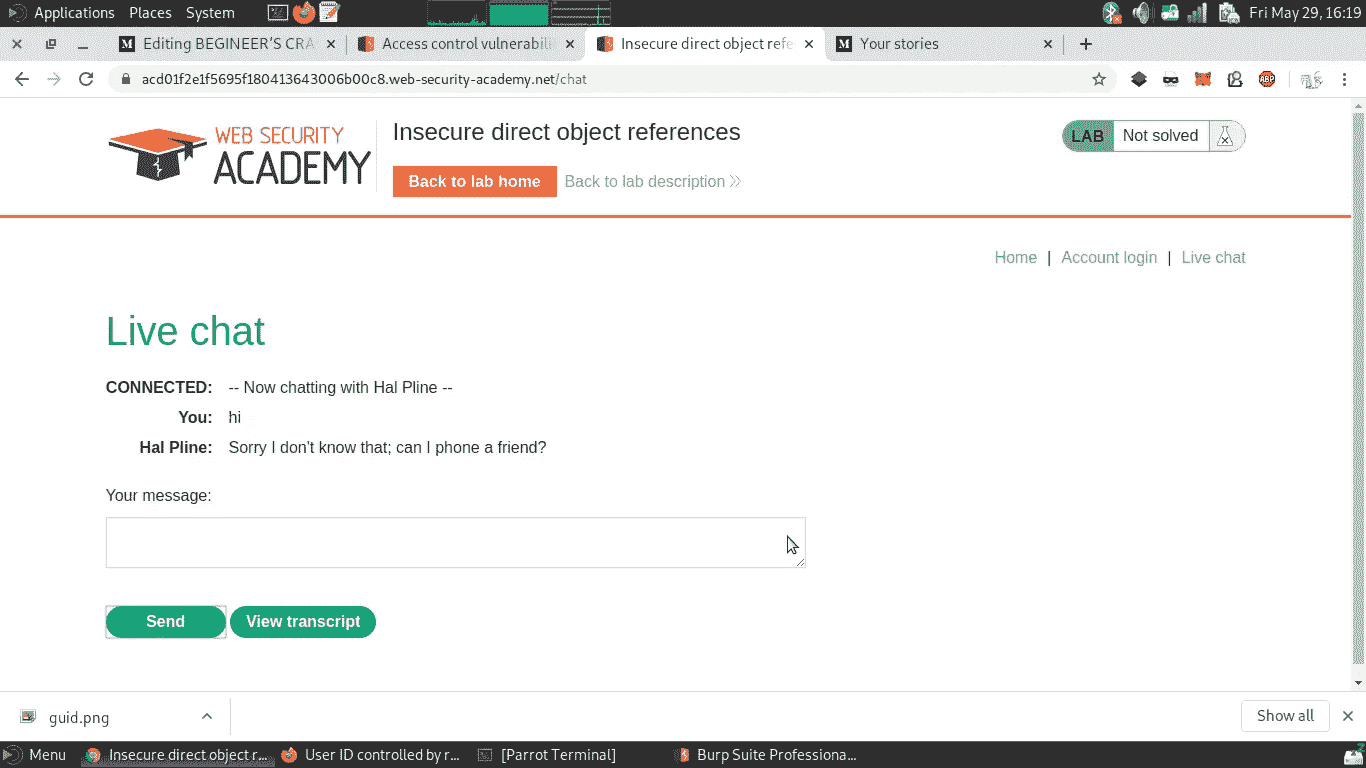 Applications Places System Fri May 29, 16:19
Editing BEGINEER'S CRA Access control vulnerabili Insecure direct object refe Your stories
acd01f2e1f5695f180413643006b00c8.web-security-academy.net/chat
WEB SECURITY
ACADEMY
Insecure direct object references
Back to lab home Back to lab description
LAB Not solved
Home | Account login | Live chat
Live chat
CONNECTED: -- Now chatting with Hal Pline --
You: hi
Hal Pline: Sorry I don't know that; can I phone a friend?
Your message:
Send View transcript
guid.png Show all
Menu Insecure direct object r... User ID controlled by r... [Parrot Terminal] Burp Suite Professiona...